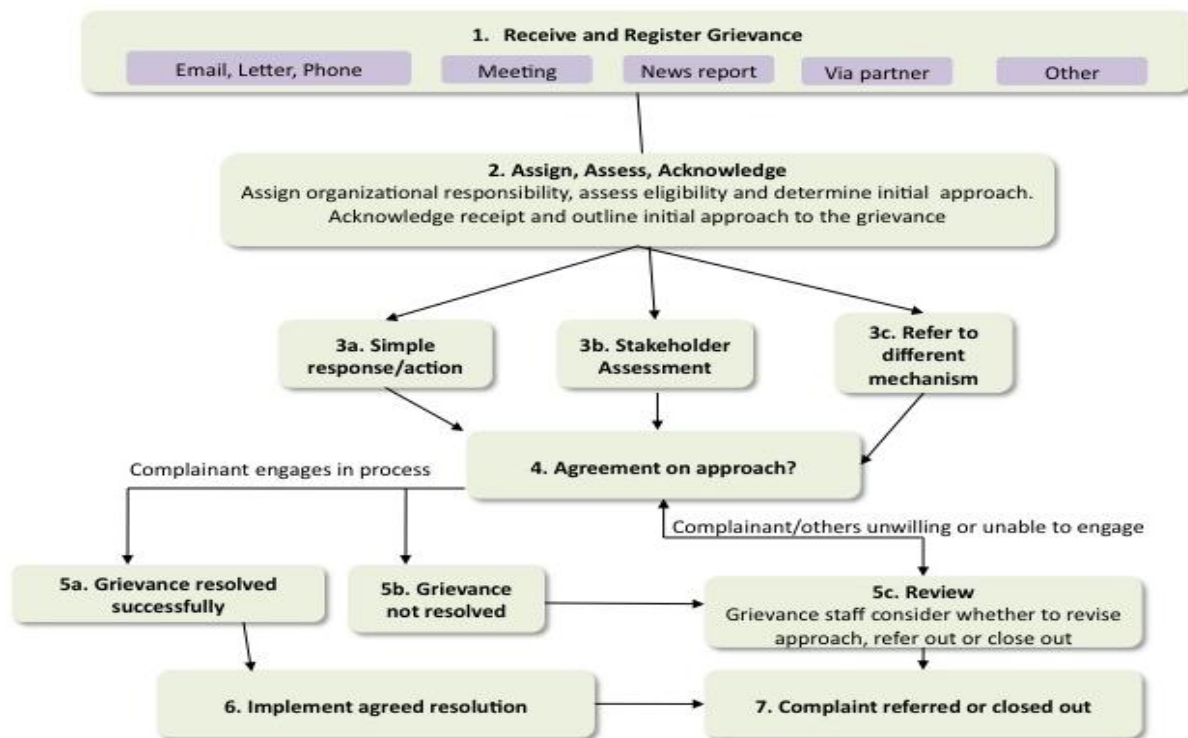 1. Receive and Register Grievance
Email, Letter, Phone
Meeting
News report
Via partner
Other
2. Assign, Assess, Acknowledge
Assign organizational responsibility, assess eligibility and determine initial approach.
Acknowledge receipt and outline initial approach to the grievance
3a. Simple
response/action
3b. Stakeholder
Assessment
3c. Refer to
different
mechanism
4. Agreement on approach?
Complainant engages in process
Complainant/others unwilling or unable to engage
5a. Grievance resolved
successfully
5b. Grievance
not resolved
5c. Review
Grievance staff consider whether to revise
approach, refer out or close out
6. Implement agreed resolution
7. Complaint referred or closed out